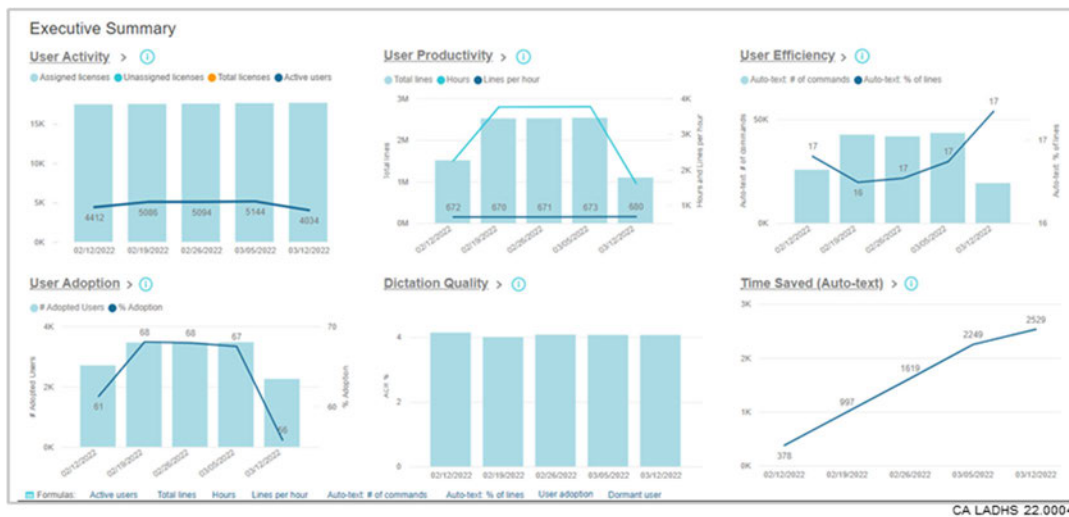 Executive Summary
User Activity >
Assigned licenses Unassigned licenses Total licenses Active users
15K
10K
5K
0K
4412
5086
5094
5144
4034
02/12/2022
02/19/2022
02/26/2022
03/05/2022
03/12/2022
User Productivity >
Total lines Hours Lines per hour
Total lines
3M
2M
1M
0M
672
670
671
673
680
4K
3K
2K
1K
Hours and Lines per hour
02/12/2022
02/19/2022
02/26/2022
03/05/2022
03/12/2022
User Efficiency >
Auto-text: # of commands Auto-text: % of lines
Auto-text: # of commands
50K
0K
17
16
17
17
17
17
16
Auto-text: % of lines
02/12/2022
02/19/2022
02/26/2022
03/05/2022
03/12/2022
User Adoption >
# Adopted Users % Adoption
# Adopted Users
4K
2K
0K
61
68
68
67
56
70
60
% Adoption
02/12/2022
02/19/2022
02/26/2022
03/05/2022
03/12/2022
Dictation Quality >
4
2
0
02/12/2022
02/19/2022
02/26/2022
03/05/2022
03/12/2022
Time Saved (Auto-text) >
3K
2K
1K
0K
378
997
1619
2249
2529
02/12/2022
02/19/2022
02/26/2022
03/05/2022
03/12/2022
Formulas: Active users Total lines Hours Lines per hour Auto-text: # of commands Auto-text: % of lines User adoption Dormant user
CA LADHS 22.0004